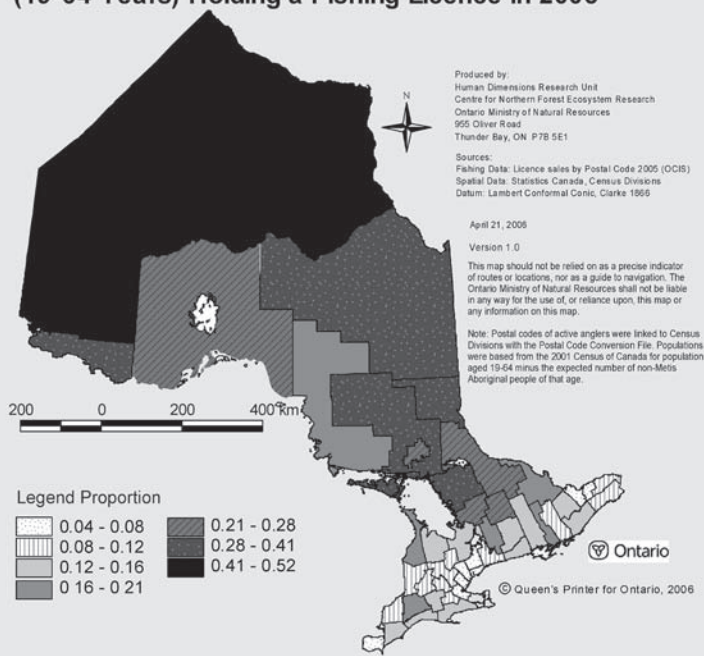 (19-64 Years) Holding a Fishing License in 2005
N
Produced by:
Human Dimensions Research Unit
Centre for Northern Forest Ecosystem Research
Ontario Ministry of Natural Resources
955 Oliver Road
Thunder Bay, ON P7B 5E1
Sources:
Fishing Data: Licence sales by Postal Code 2005 (OCIS)
Spatial Data: Statistics Canada, Census Divisions
Datum: Lambert Conformal Conic, Clarke 1866
April 21, 2006
Version 1.0
This map should not be relied on as a precise indicator
of routes or locations, nor as a guide to navigation. The
Ontario Ministry of Natural Resources shall not be liable
in any way for the use of, or reliance upon, this map or
any information on this map.
Note: Postal codes of active anglers were linked to Census
Divisions with the Postal Code Conversion File. Populations
were based from the 2001 Census of Canada for population
aged 19-64 minus the expected number of non-Metis
Aboriginal people of that age.
200 0 200 400 km
Legend Proportion
0.04 - 0.08
0.08 - 0.12
0.12 - 0.16
0 16 - 0.21
0.21 - 0.28
0.28 - 0.41
0.41 - 0.52
Ontario
© Queen's Printer for Ontario, 2006